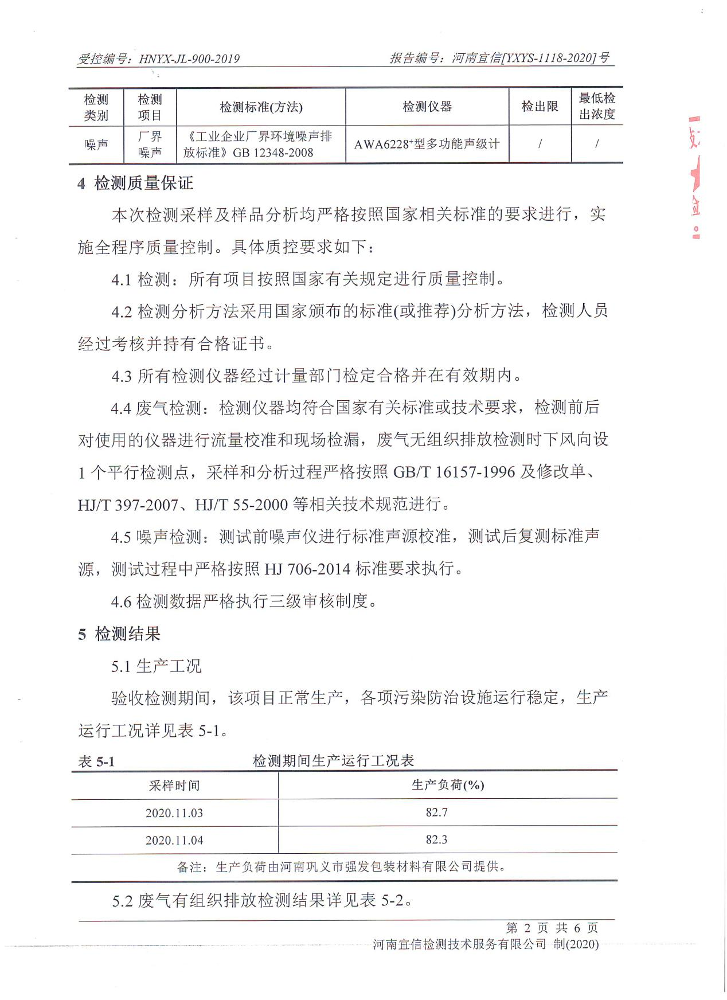 受控编号：HNYX-JL-900-2019 报告编号：河南宜信[YXYS-1118-2020]号
检测类别 检测项目 检测标准(方法) 检测仪器 检出限 最低检出浓度
噪声 厂界噪声 《工业企业厂界环境噪声排放标准》GB 12348-2008 AWA6228+型多功能声级计 / /
4 检测质量保证
本次检测采样及样品分析均严格按照国家相关标准的要求进行，实
施全程序质量控制。具体质控要求如下：
4.1 检测：所有项目按照国家有关规定进行质量控制。
4.2 检测分析方法采用国家颁布的标准(或推荐)分析方法，检测人员
经过考核并持有合格证书。
4.3 所有检测仪器经过计量部门检定合格并在有效期内。
4.4 废气检测：检测仪器均符合国家有关标准或技术要求，检测前后
对使用的仪器进行流量校准和现场检漏，废气无组织排放检测时下风向设
1 个平行检测点，采样和分析过程严格按照 GB/T 16157-1996 及修改单、
HJ/T 397-2007、HJ/T 55-2000 等相关技术规范进行。
4.5 噪声检测：测试前噪声仪进行标准声源校准，测试后复测标准声
源，测试过程中严格按照 HJ 706-2014 标准要求执行。
4.6 检测数据严格执行三级审核制度。
5 检测结果
5.1 生产工况
验收检测期间，该项目正常生产，各项污染防治设施运行稳定，生产
运行工况详见表 5-1。
表 5-1 检测期间生产运行工况表
采样时间 生产负荷(%)
2020.11.03 82.7
2020.11.04 82.3
备注：生产负荷由河南巩义市强发包装材料有限公司提供。
5.2 废气有组织排放检测结果详见表 5-2。
第 2 页 共 6 页
河南宜信检测技术服务有限公司 制(2020)